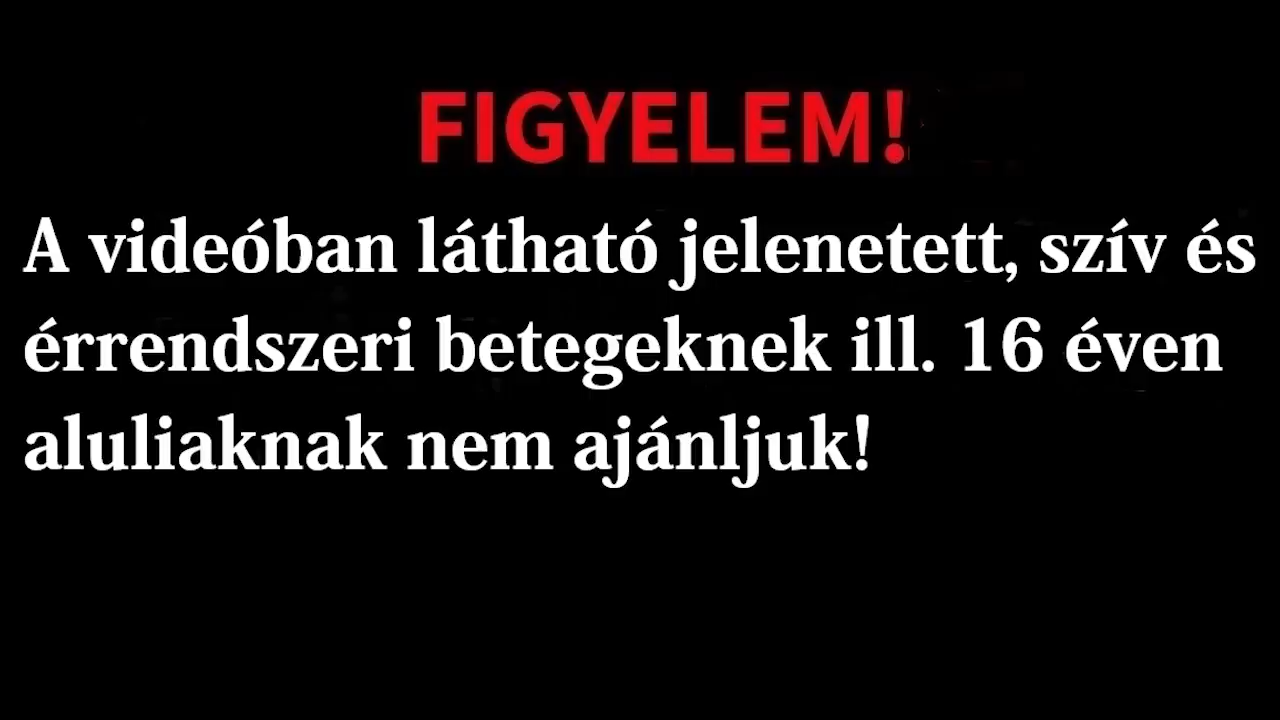 FIGYELEM!
A videóban látható jelenetett, szív és
érrendszeri betegeknek ill. 16 éven
aluliaknak nem ajánljuk!